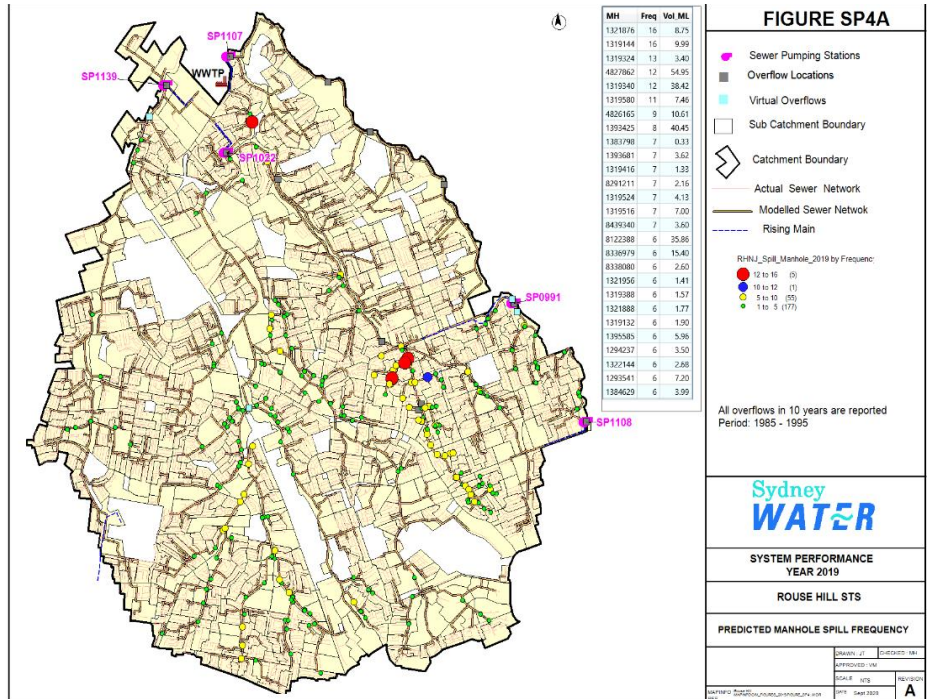 SP1107
SP1139
WWTP
SP1022
SP0991
SP1108
MH Freq Vol_ML
1321876 16 8.75
1319144 16 9.99
1319324 13 3.40
4827862 12 54.95
1319340 12 38.42
1319580 11 7.46
4826165 9 10.61
1393425 8 40.45
1383798 7 0.33
1393681 7 3.62
1319416 7 1.33
8291211 7 2.16
1319524 7 4.13
1319516 7 7.00
8439340 7 3.60
8122388 6 35.86
8336979 6 15.40
8338080 6 2.60
1321956 6 1.41
1319388 6 1.57
1321888 6 1.77
1319132 6 1.90
1395585 6 5.96
1294237 6 3.50
1322144 6 2.68
1293541 6 7.20
1384629 6 3.99
FIGURE SP4A
Sewer Pumping Stations
Overflow Locations
Virtual Overflows
Sub Catchment Boundary
Catchment Boundary
Actual Sewer Network
Modelled Sewer Netwok
Rising Main
RHNJ_Spill_Manhole_2019 by Frequenc:
12 to 16 (5)
10 to 12 (1)
5 to 10 (55)
1 to 5 (177)
All overflows in 10 years are reported
Period: 1985 - 1995
Sydney
WATER
SYSTEM PERFORMANCE
YEAR 2019
ROUSE HILL STS
PREDICTED MANHOLE SPILL FREQUENCY
DRAWN : JT CHECKED : MH
APPROVED : VM
SCALE NTS REVISION
DATE Sept 2020 A
MAPINFO